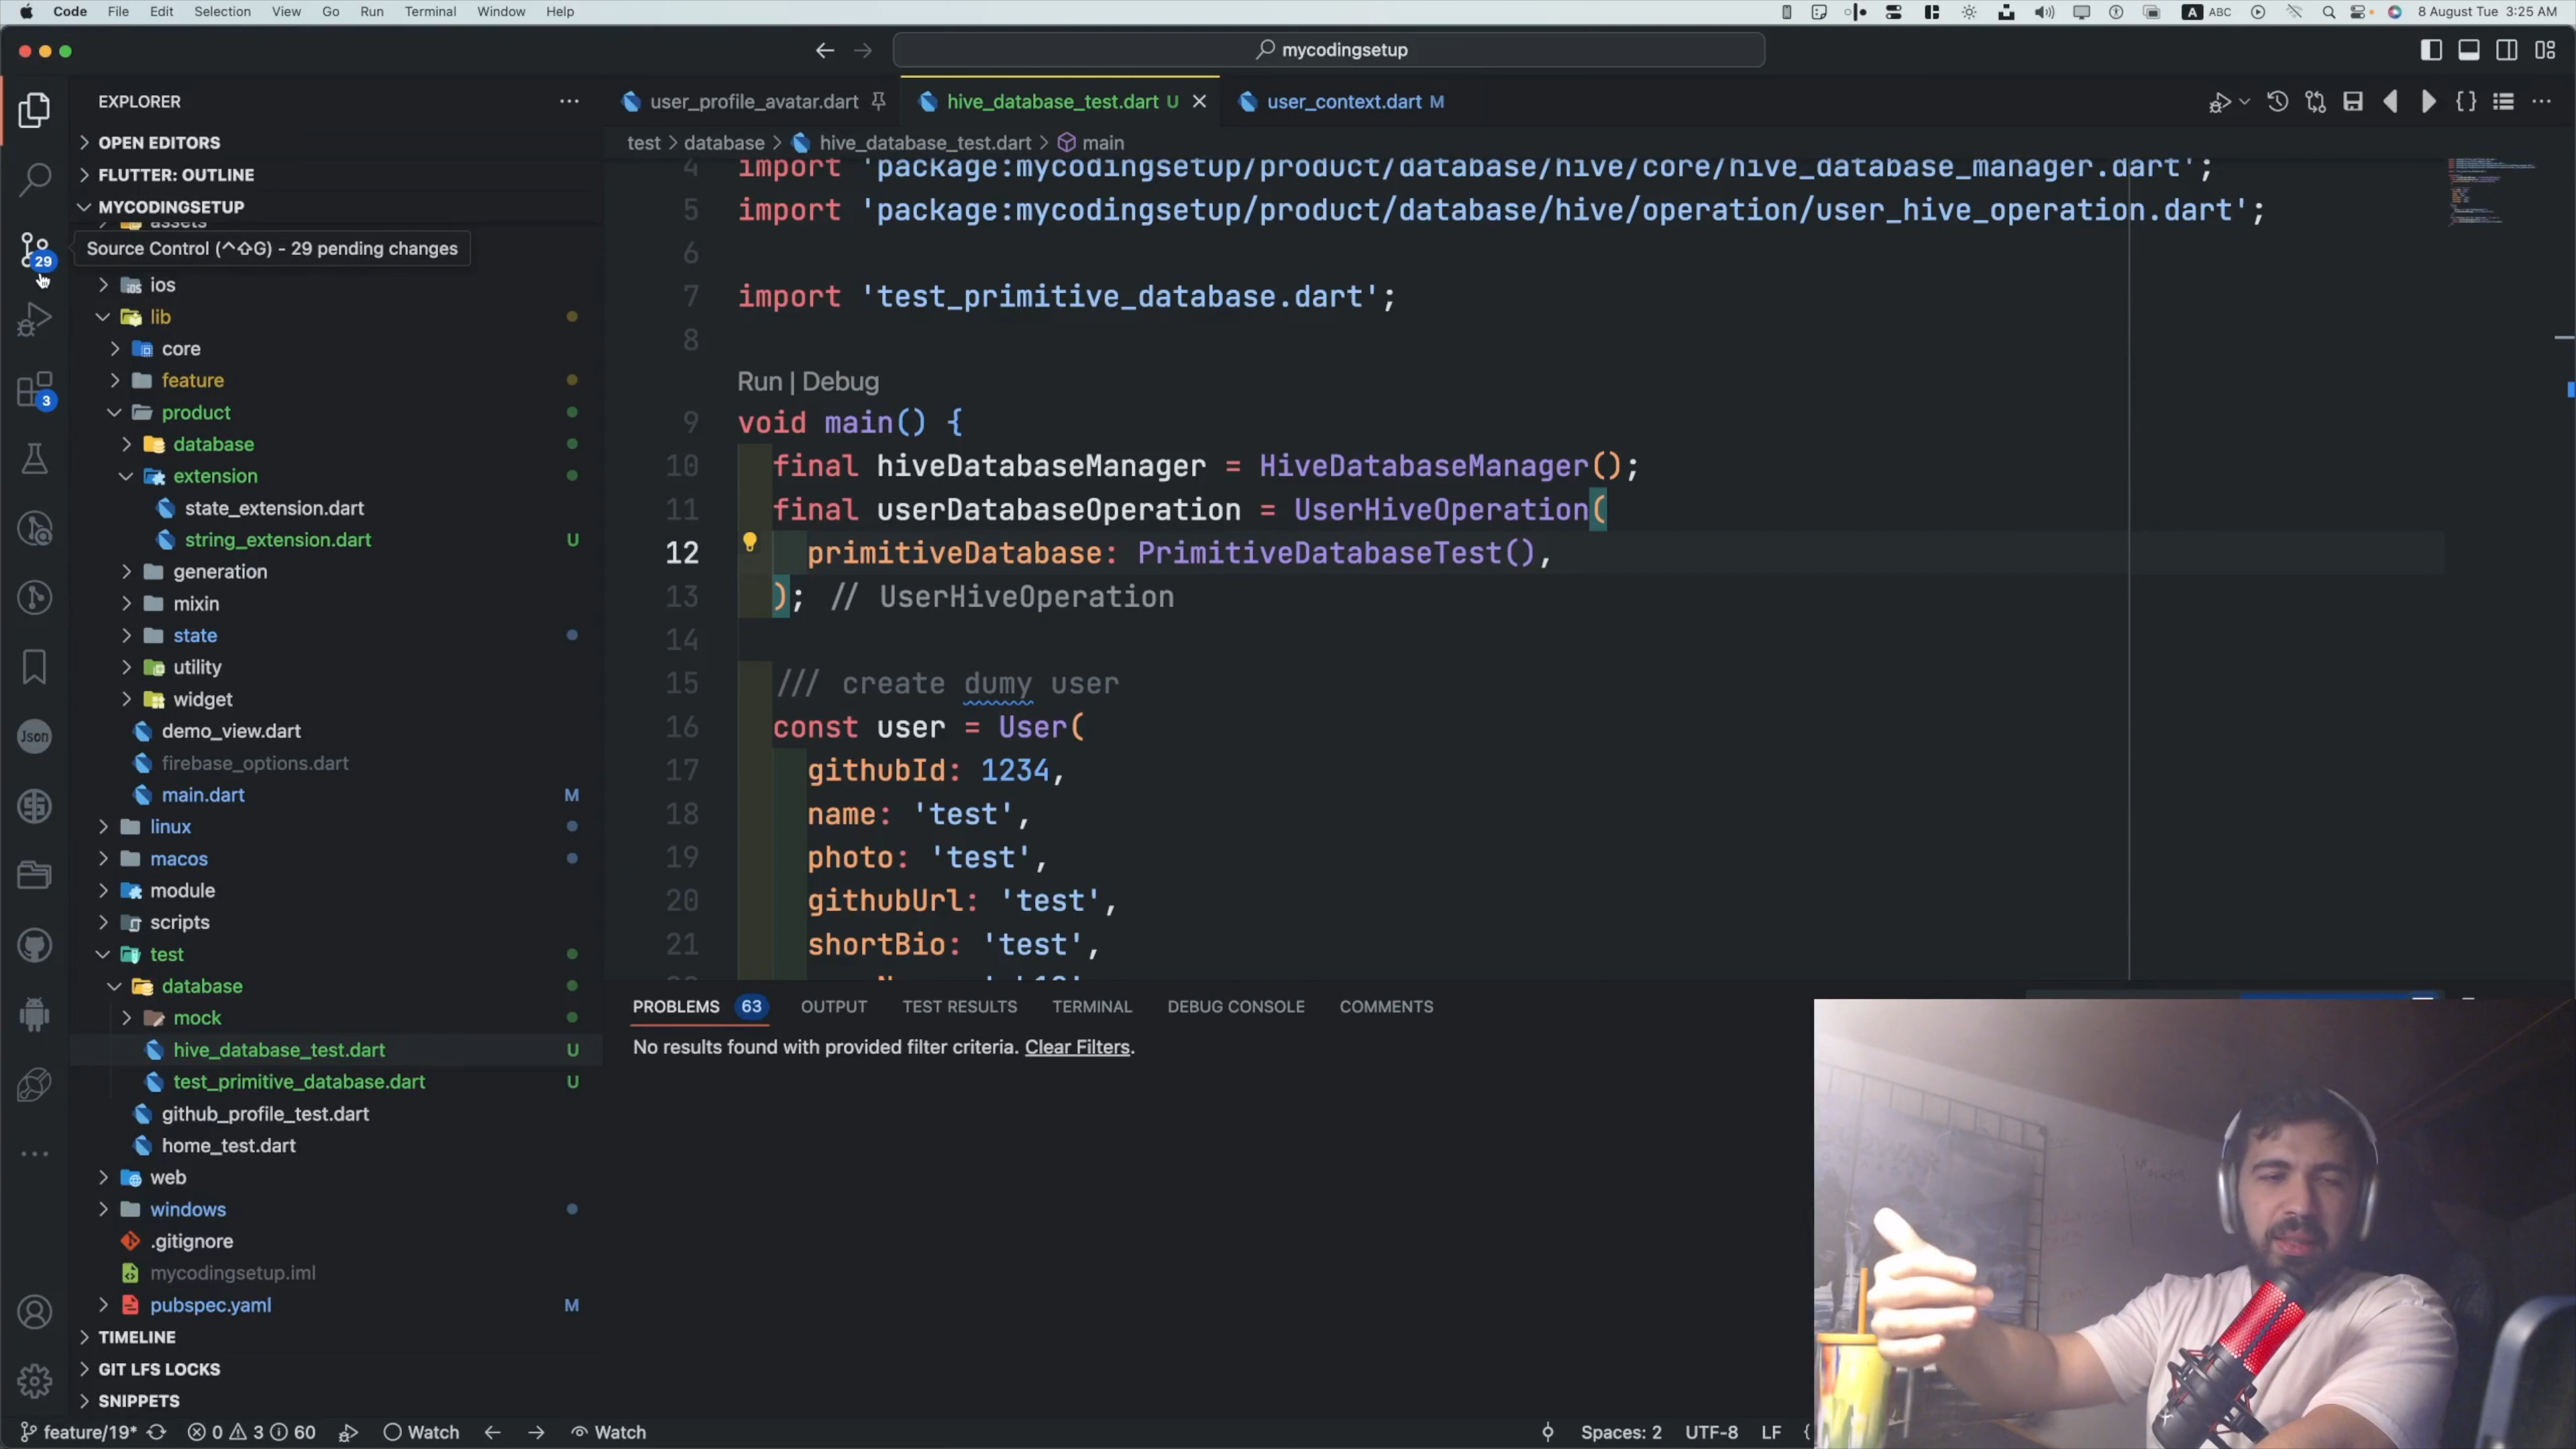 Code File Edit Selection View Go Run Terminal Window Help
A ABC 8 August Tue 3:25 AM
mycodingsetup
EXPLORER
user_profile_avatar.dart
hive_database_test.dart U
user_context.dart M
test > database > hive_database_test.dart > main
OPEN EDITORS
FLUTTER: OUTLINE
MYCODINGSETUP
assets
Source Control (^⇧G) - 29 pending changes
29
ios
lib
core
feature
3
product
database
extension
state_extension.dart
string_extension.dart U
generation
mixin
state
utility
widget
demo_view.dart
Json
firebase_options.dart
main.dart M
linux
macos
module
scripts
test
database
mock
hive_database_test.dart U
test_primitive_database.dart U
github_profile_test.dart
home_test.dart
web
windows
.gitignore
mycodingsetup.iml
pubspec.yaml M
TIMELINE
GIT LFS LOCKS
SNIPPETS
4 import 'package:mycodingsetup/product/database/hive/core/hive_database_manager.dart';
5 import 'package:mycodingsetup/product/database/hive/operation/user_hive_operation.dart';
6
7 import 'test_primitive_database.dart';
8
Run | Debug
9 void main() {
10 final hiveDatabaseManager = HiveDatabaseManager();
11 final userDatabaseOperation = UserHiveOperation(
12 primitiveDatabase: PrimitiveDatabaseTest(),
13 ); // UserHiveOperation
14
15 /// create dumy user
16 const user = User(
17 githubId: 1234,
18 name: 'test',
19 photo: 'test',
20 githubUrl: 'test',
21 shortBio: 'test',
PROBLEMS 63 OUTPUT TEST RESULTS TERMINAL DEBUG CONSOLE COMMENTS
No results found with provided filter criteria. Clear Filters.
feature/19* 0 3 60 Watch Watch
Spaces: 2 UTF-8 LF {